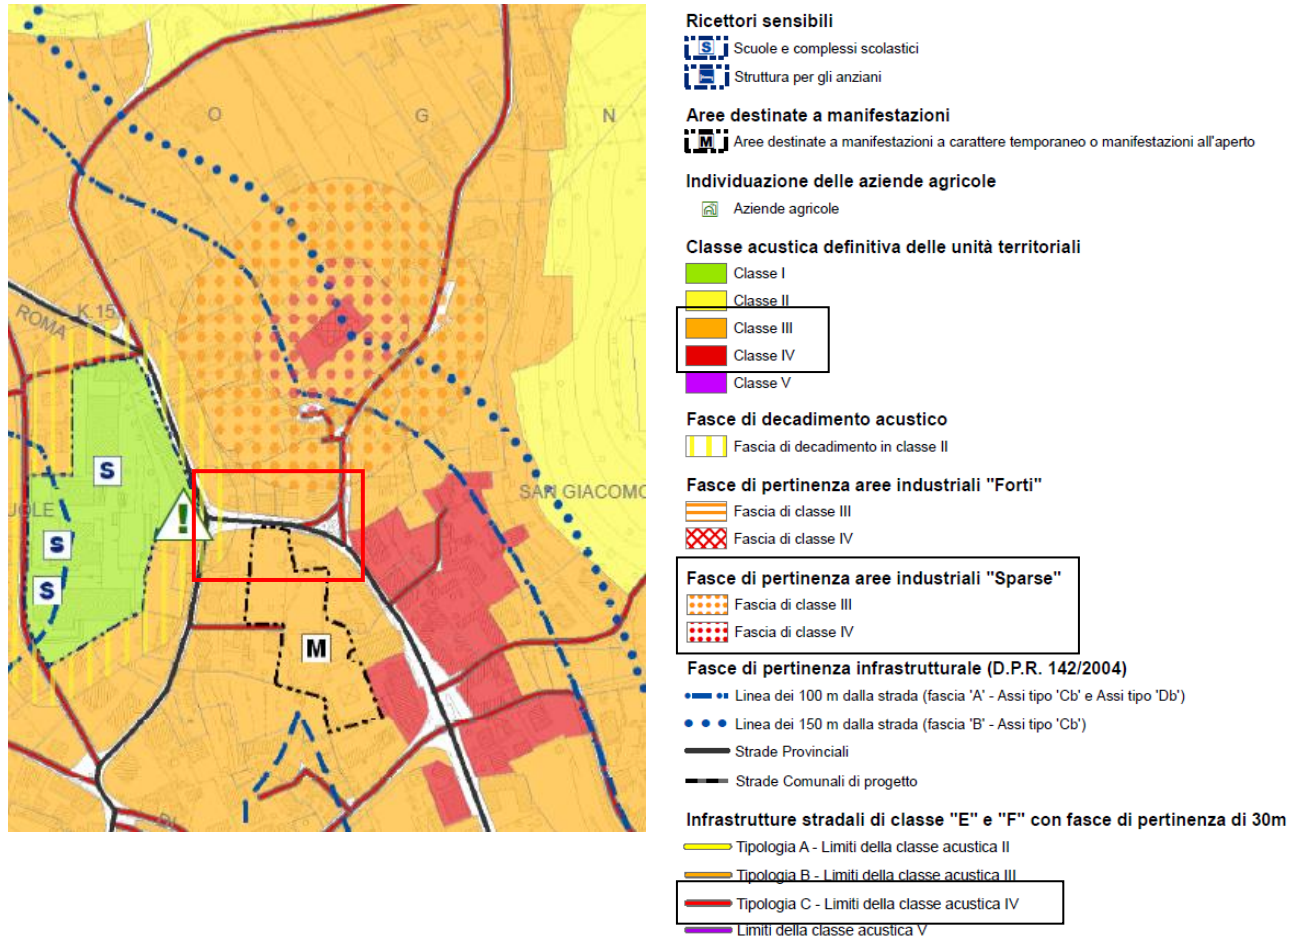 O
G
N
K.15
ROMA
S
S
S
UOLE
!
SAN GIACOMO
M
DI
Ricettori sensibili
S Scuole e complessi scolastici
Struttura per gli anziani
Aree destinate a manifestazioni
M Aree destinate a manifestazioni a carattere temporaneo o manifestazioni all'aperto
Individuazione delle aziende agricole
Aziende agricole
Classe acustica definitiva delle unità territoriali
Classe I
Classe II
Classe III
Classe IV
Classe V
Fasce di decadimento acustico
Fascia di decadimento in classe II
Fasce di pertinenza aree industriali "Forti"
Fascia di classe III
Fascia di classe IV
Fasce di pertinenza aree industriali "Sparse"
Fascia di classe III
Fascia di classe IV
Fasce di pertinenza infrastrutturale (D.P.R. 142/2004)
Linea dei 100 m dalla strada (fascia 'A' - Assi tipo 'Cb' e Assi tipo 'Db')
Linea dei 150 m dalla strada (fascia 'B' - Assi tipo 'Cb')
Strade Provinciali
Strade Comunali di progetto
Infrastrutture stradali di classe "E" e "F" con fasce di pertinenza di 30m
Tipologia A - Limiti della classe acustica II
Tipologia B - Limiti della classe acustica III
Tipologia C - Limiti della classe acustica IV
Limiti della classe acustica V